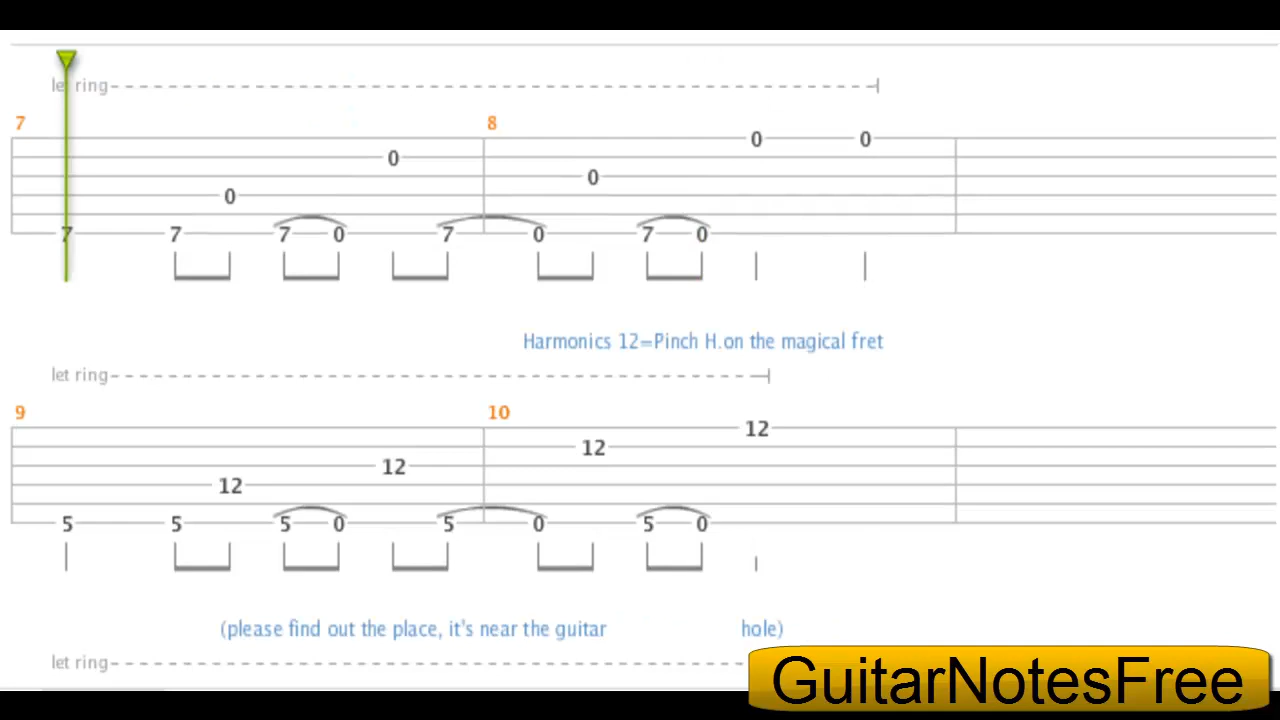 let ring
7 8
0 0
0
0
0
7 7 7 0 7 0 7 0
Harmonics 12=Pinch H.on the magical fret
let ring
9 10
12
12
12
12
5 5 5 0 5 0 5 0
(please find out the place, it's near the guitar hole)
let ring
GuitarNotesFree